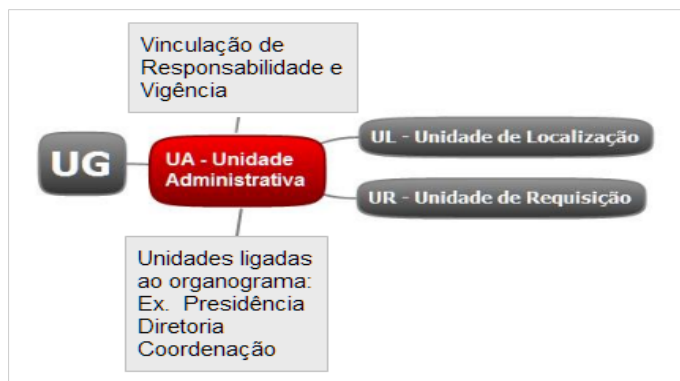 Vinculação de
Responsabilidade e
Vigência
UG
UA - Unidade
Administrativa
UL - Unidade de Localização
UR - Unidade de Requisição
Unidades ligadas
ao organograma:
Ex. Presidência
Diretoria
Coordenação